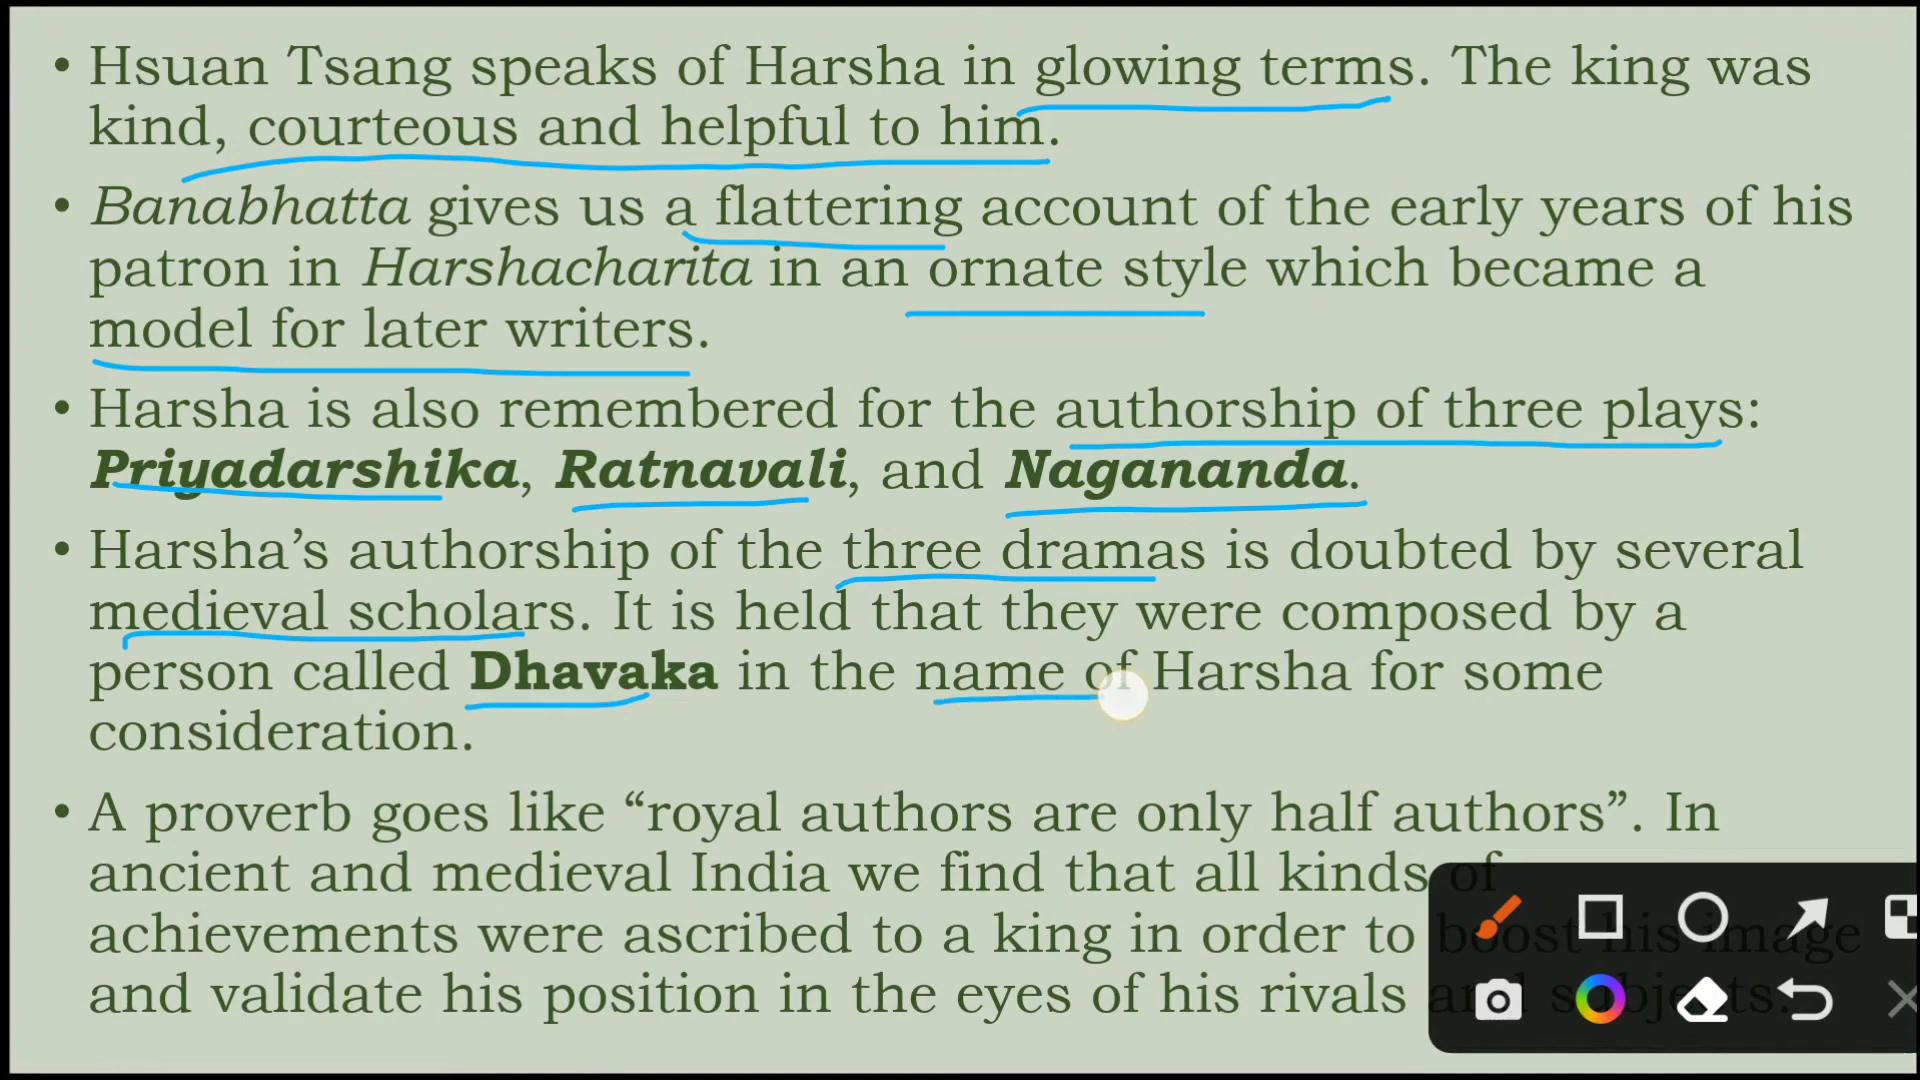 • Hsuan Tsang speaks of Harsha in glowing terms. The king was
kind, courteous and helpful to him.
• Banabhatta gives us a flattering account of the early years of his
patron in Harshacharita in an ornate style which became a
model for later writers.
• Harsha is also remembered for the authorship of three plays:
Priyadarshika, Ratnavali, and Nagananda.
• Harsha’s authorship of the three dramas is doubted by several
medieval scholars. It is held that they were composed by a
person called Dhavaka in the name of Harsha for some
consideration.
• A proverb goes like “royal authors are only half authors”. In
ancient and medieval India we find that all kinds of
achievements were ascribed to a king in order to boost his image
and validate his position in the eyes of his rivals and subjects.